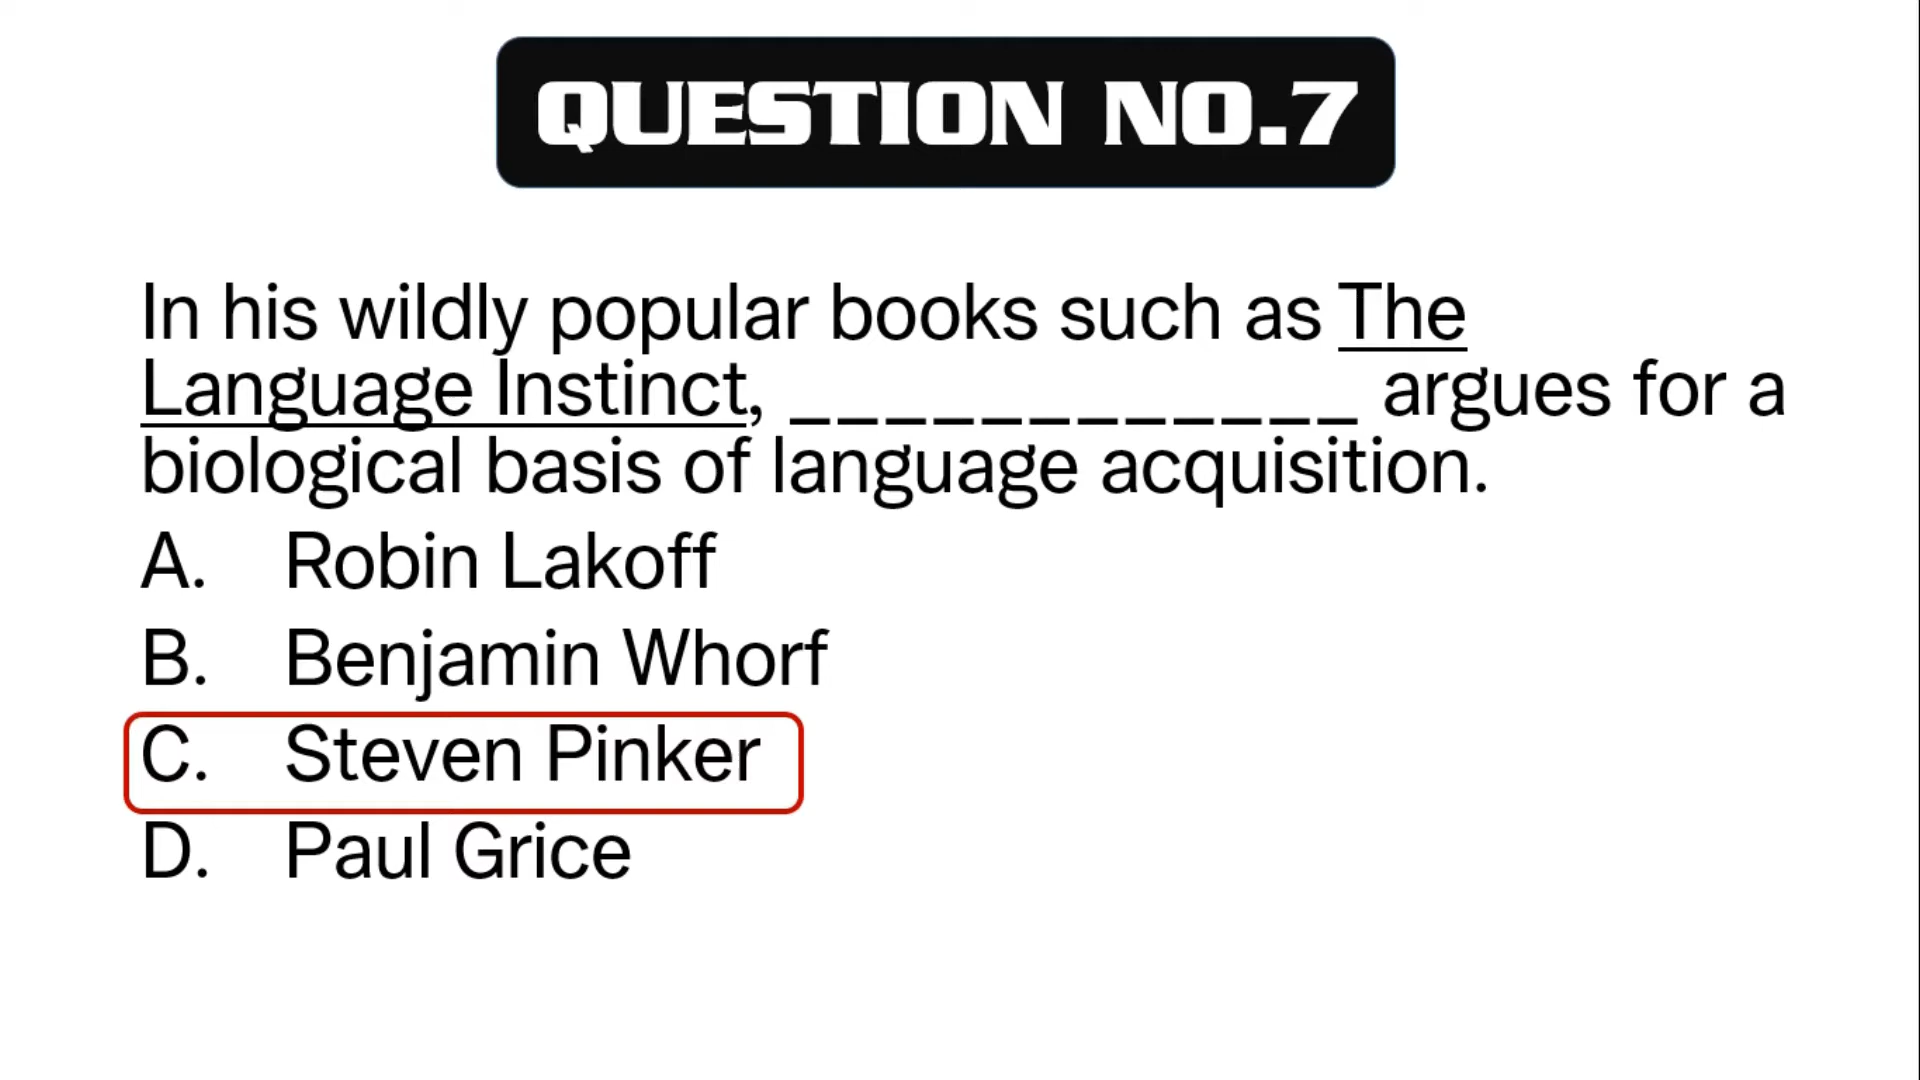 QUESTION NO.7
In his wildly popular books such as The
Language Instinct, ____________ argues for a
biological basis of language acquisition.
A. Robin Lakoff
B. Benjamin Whorf
C. Steven Pinker
D. Paul Grice